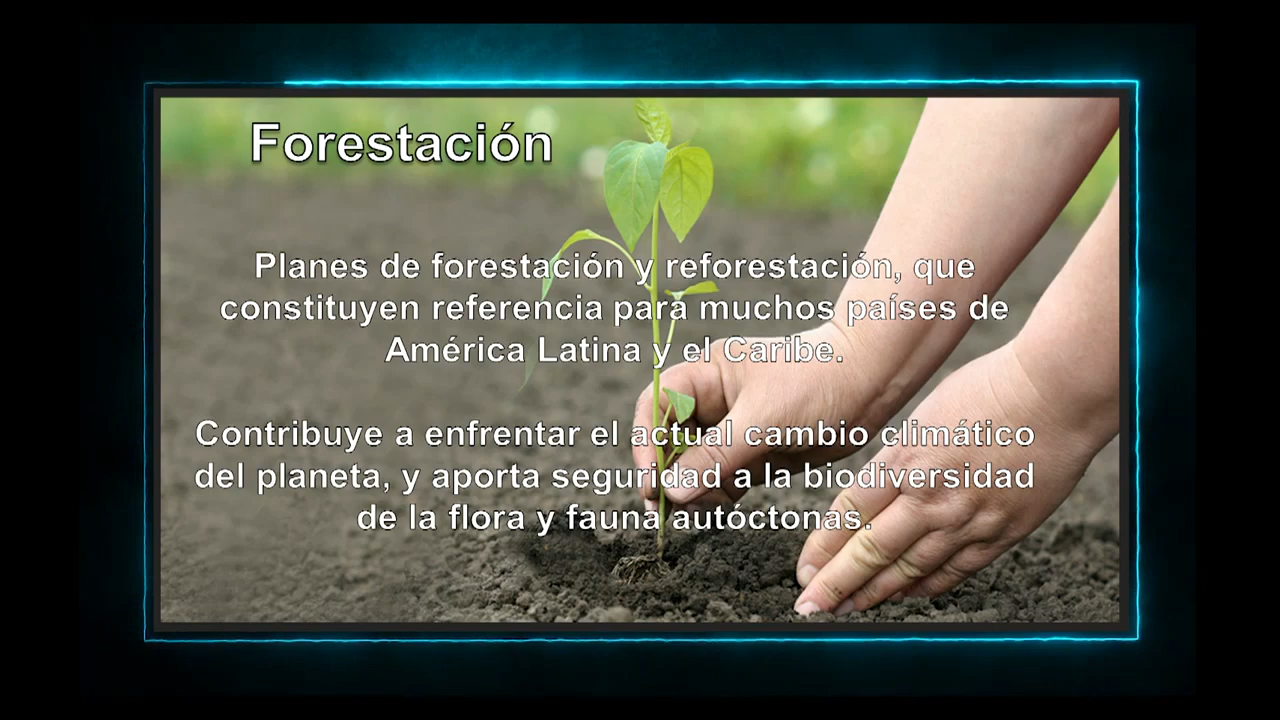 Forestación
Planes de forestación y reforestación, que
constituyen referencia para muchos países de
América Latina y el Caribe.
Contribuye a enfrentar el actual cambio climático
del planeta, y aporta seguridad a la biodiversidad
de la flora y fauna autóctonas.